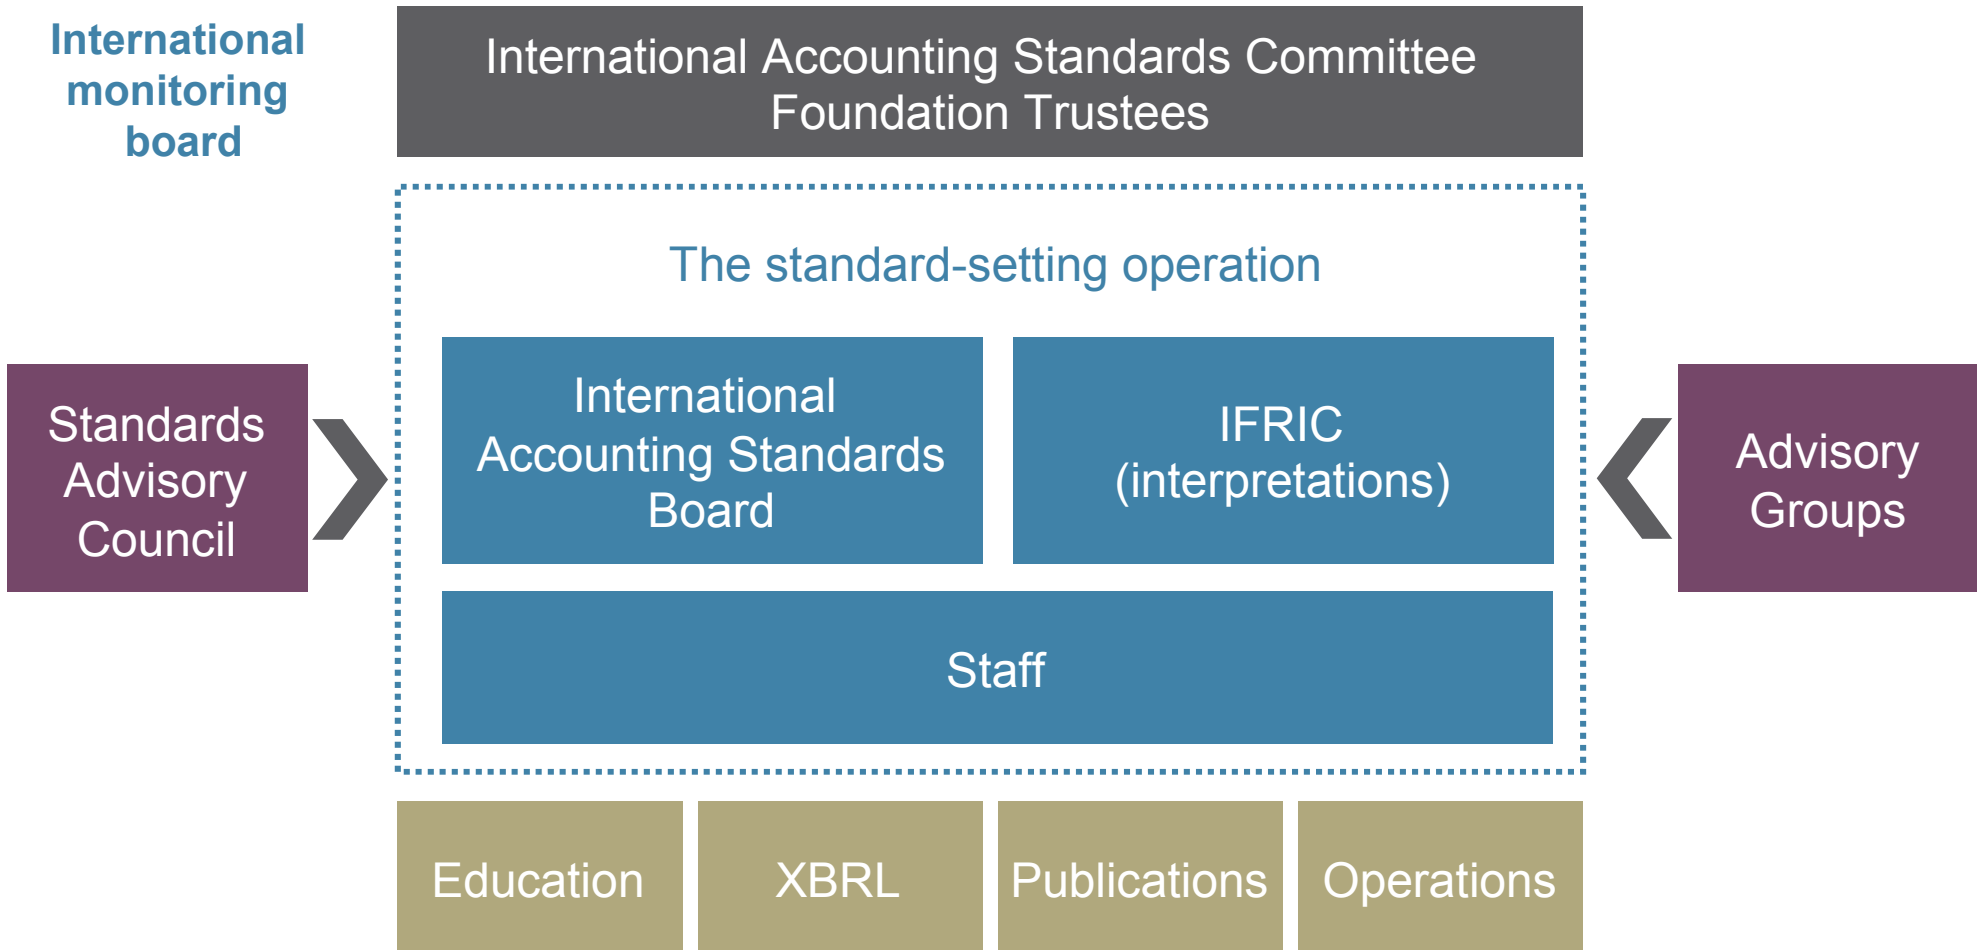 International
monitoring
board
International Accounting Standards Committee
Foundation Trustees
The standard-setting operation
Standards
Advisory
Council
International
Accounting Standards
Board
IFRIC
(interpretations)
Advisory
Groups
Staff
Education
XBRL
Publications
Operations